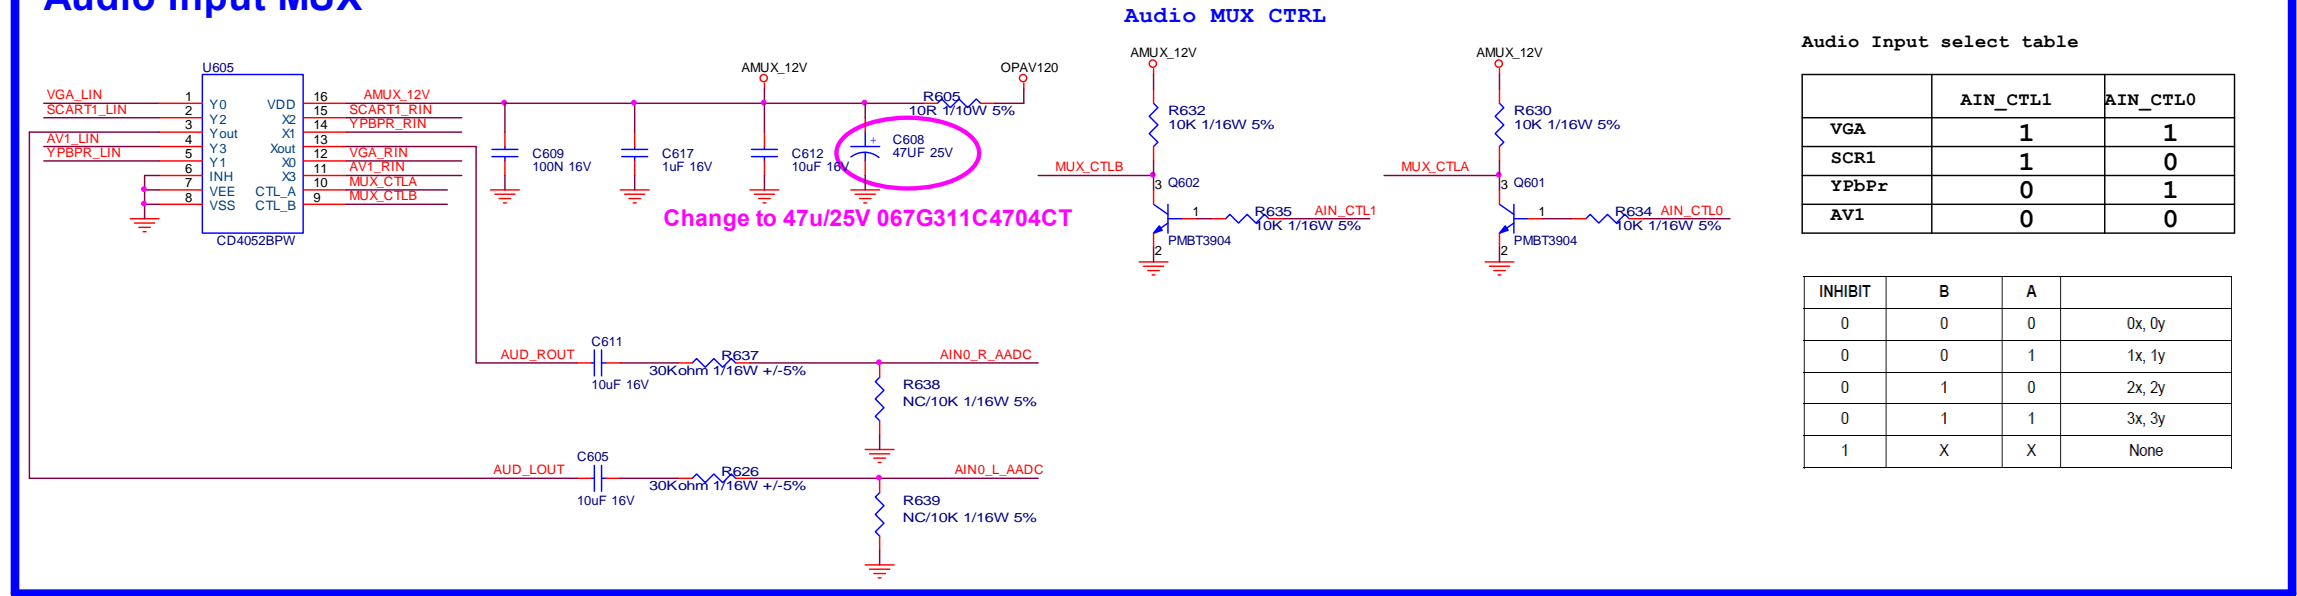 Audio Input MUX
Audio MUX CTRL
Audio Input select table
U605
VGA_LIN
SCART1_LIN
AV1_LIN
YPBPR_LIN
1
2
3
4
5
6
7
8
Y0
Y2
Yout
Y3
Y1
INH
VEE
VSS
VDD
X2
X1
Xout
X0
X3
CTL_A
CTL_B
16
15
14
13
12
11
10
9
AMUX_12V
SCART1_RIN
YPBPR_RIN
VGA_RIN
AV1_RIN
MUX_CTLA
MUX_CTLB
CD4052BPW
C609
100N 16V
C617
1uF 16V
AMUX_12V
C612
10uF 16V
+
C608
47UF 25V
R605
10R 1/10W 5%
OPAV120
Change to 47u/25V 067G311C4704CT
AMUX_12V
R632
10K 1/16W 5%
MUX_CTLB
3 Q602
1
R635 AIN_CTL1
10K 1/16W 5%
PMBT3904
2
AMUX_12V
R630
10K 1/16W 5%
MUX_CTLA
3 Q601
1
R634 AIN_CTL0
10K 1/16W 5%
PMBT3904
2
AIN_CTL1 AIN_CTL0
VGA 1 1
SCR1 1 0
YPbPr 0 1
AV1 0 0
INHIBIT B A
0 0 0 0x, 0y
0 0 1 1x, 1y
0 1 0 2x, 2y
0 1 1 3x, 3y
1 X X None
AUD_ROUT
C611
10uF 16V
R637
30Kohm 1/16W +/-5%
AIN0_R_AADC
R638
NC/10K 1/16W 5%
AUD_LOUT
C605
10uF 16V
R626
30Kohm 1/16W +/-5%
AIN0_L_AADC
R639
NC/10K 1/16W 5%